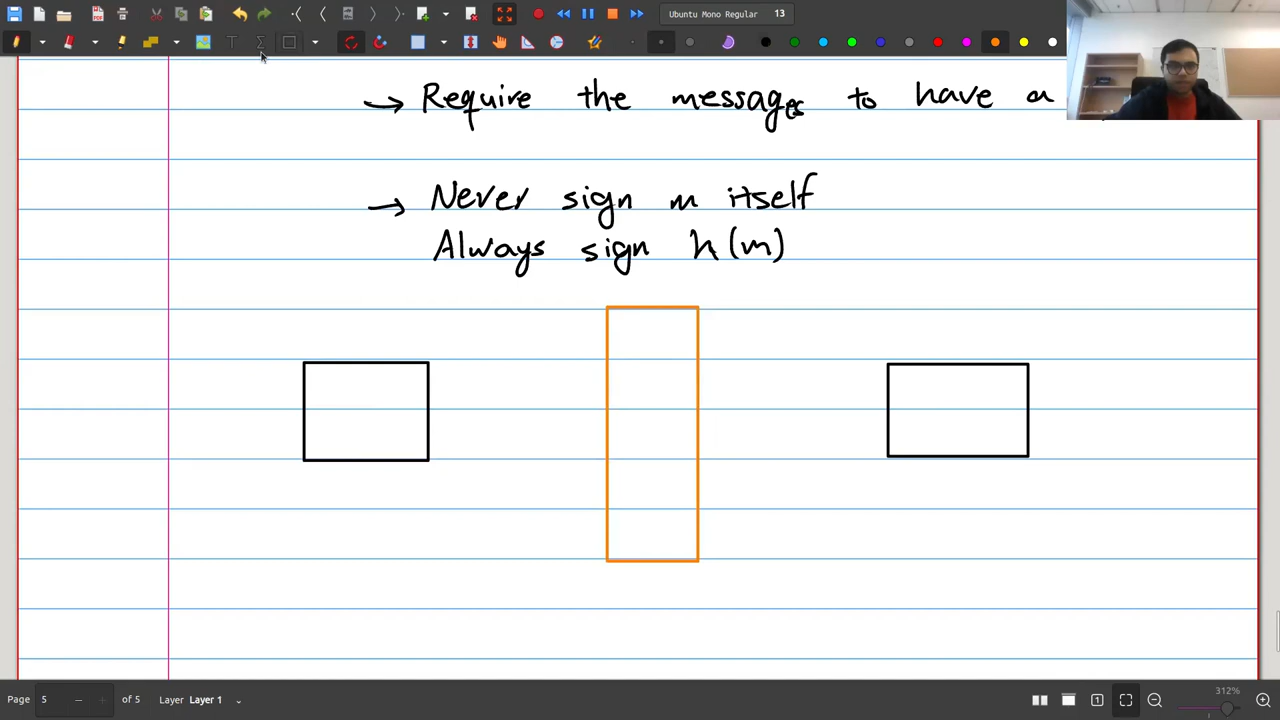 Ubuntu Mono Regular 13
→ Require the messages to have a
→ Never sign m itself
Always sign h(m)
Page 5 of 5 Layer Layer 1 312%